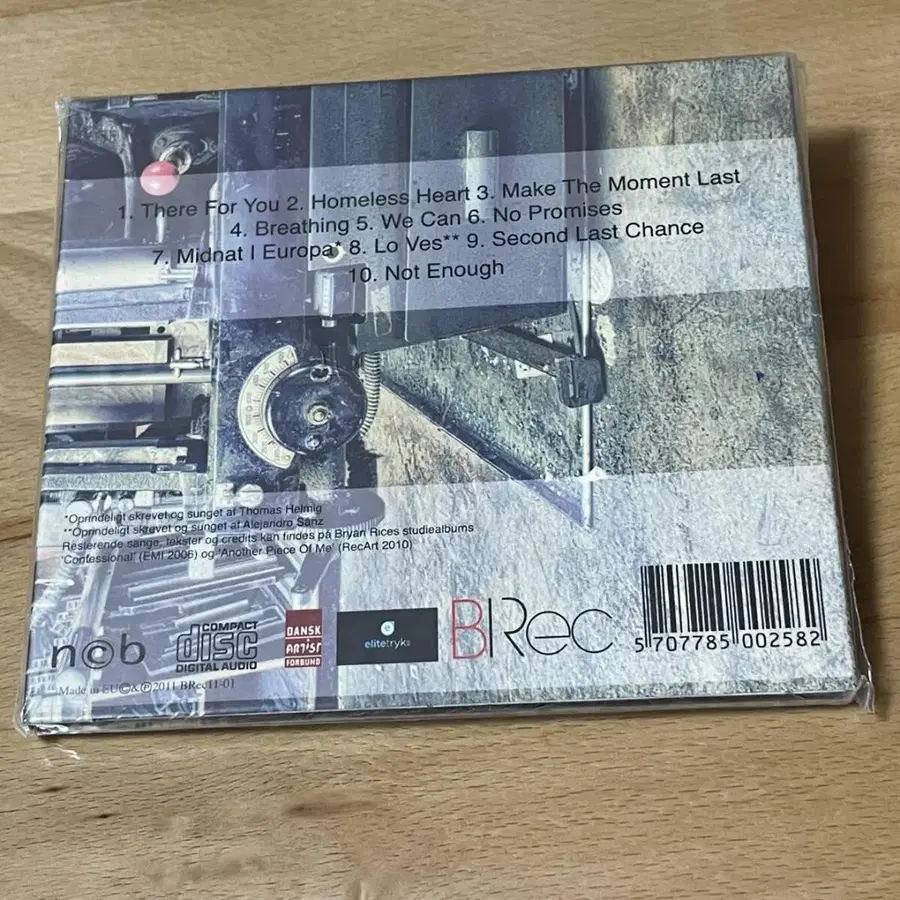 1. There For You 2. Homeless Heart 3. Make The Moment Last
4. Breathing 5. We Can 6. No Promises
7. Midnat I Europa* 8. Lo Ves** 9. Second Last Chance
10. Not Enough
*Oprindeligt skrevet og sunget af Thomas Helmig
**Oprindeligt skrevet og sunget af Alejandro Sanz
Resterende sange, tekster og credits kan findes på Bryan Rices studiealbums
'Confessional' (EMI 2006) og 'Another Piece Of Me' (RecArt 2010)
ncb
COMPACT
disc
DIGITAL AUDIO
DANSK
ARTIST
FORBUND
elitetryks
BRec
5 707785 002582
Made in EU©&℗2011 BRec11-01